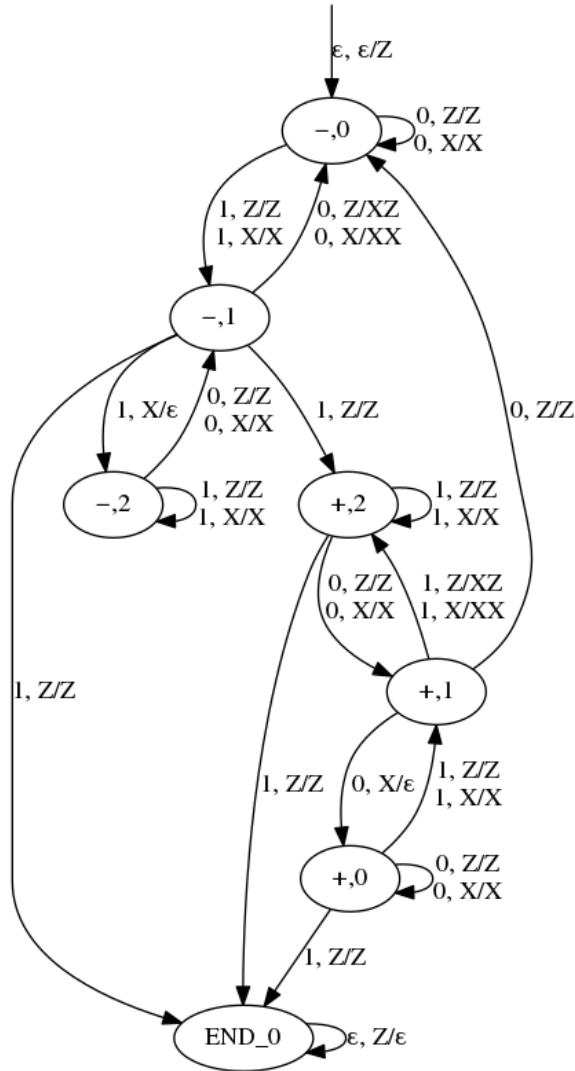 ε, ε/Z
−,0
0, Z/Z
0, X/X
1, Z/Z
1, X/X
0, Z/XZ
0, X/XX
−,1
1, X/ε
0, Z/Z
0, X/X
1, Z/Z
0, Z/Z
−,2
1, Z/Z
1, X/X
+,2
1, Z/Z
1, X/X
0, Z/Z
0, X/X
1, Z/XZ
1, X/XX
1, Z/Z
+,1
1, Z/Z
0, X/ε
1, Z/Z
1, X/X
+,0
0, Z/Z
0, X/X
1, Z/Z
END_0
ε, Z/ε